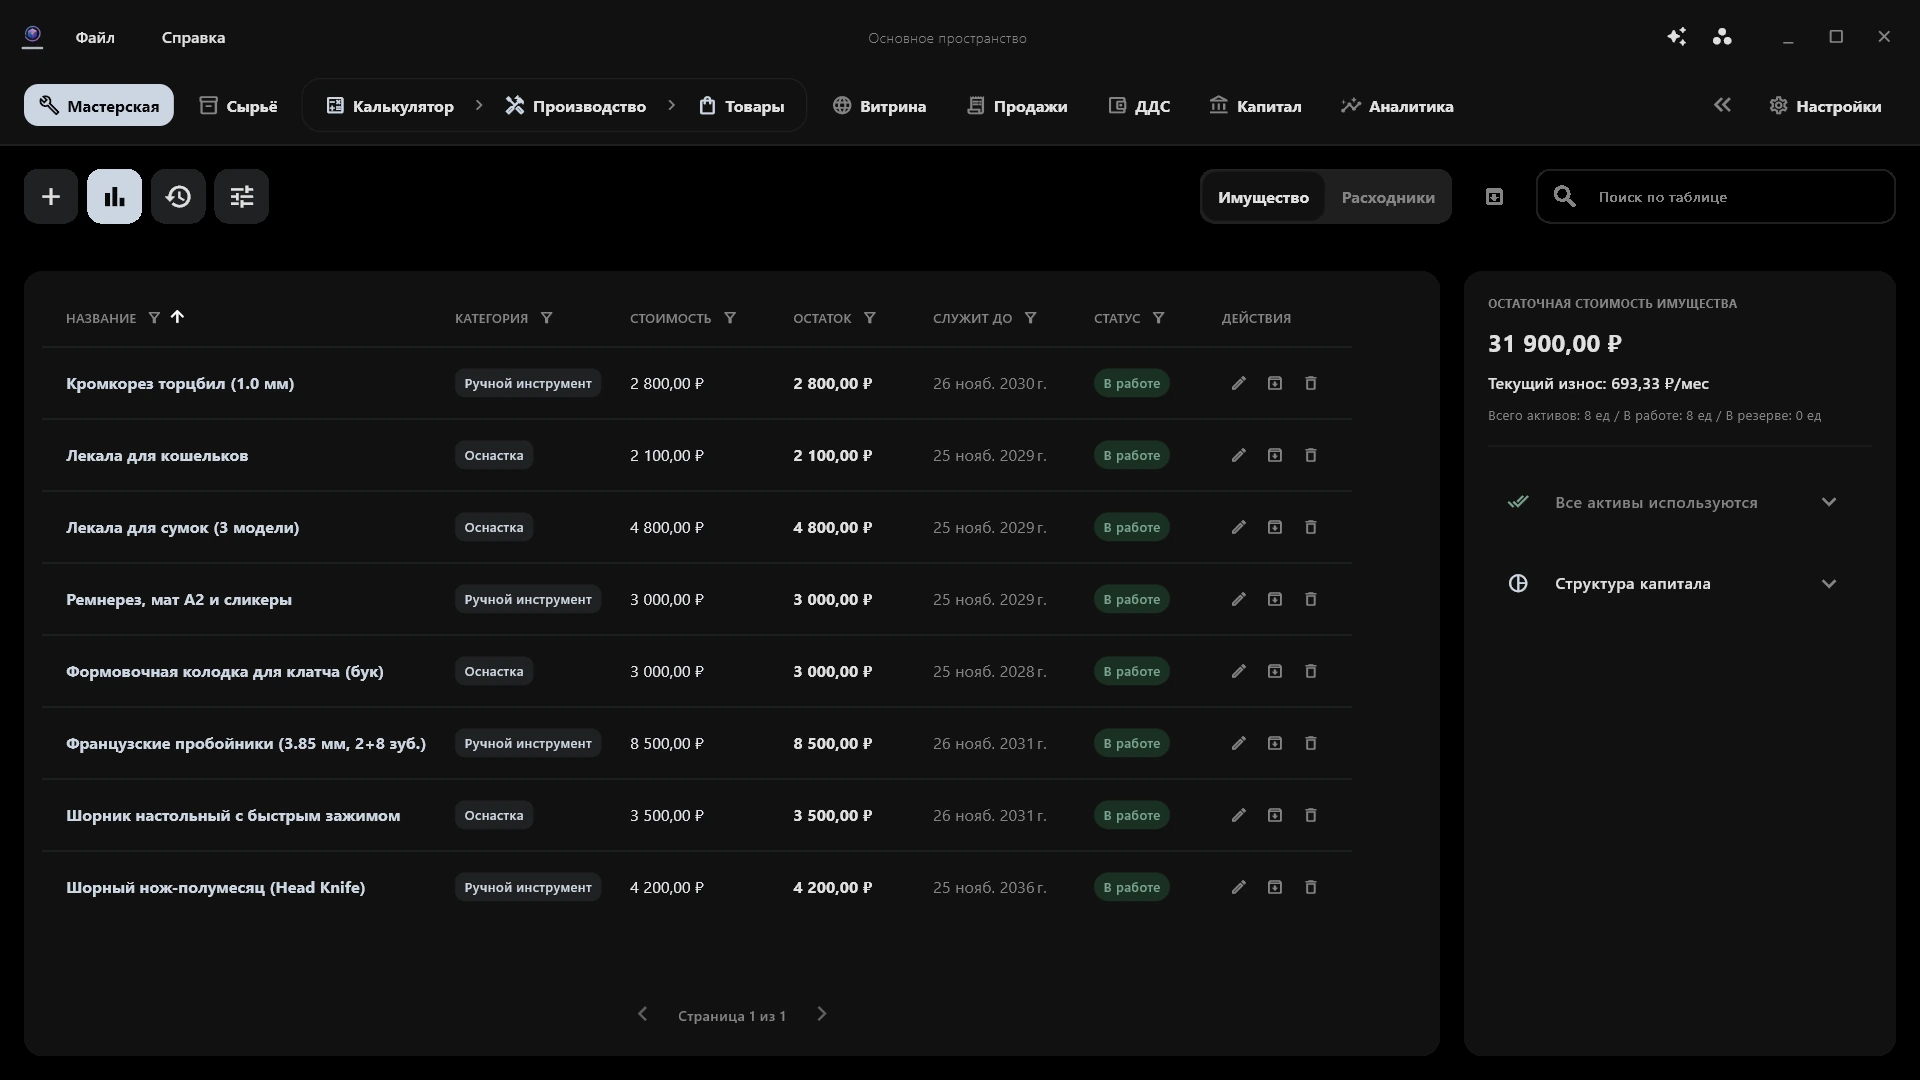 Файл Справка Основное пространство
Мастерская Сырьё Калькулятор Производство Товары Витрина Продажи ДДС Капитал Аналитика Настройки
Имущество Расходники Поиск по таблице
НАЗВАНИЕ КАТЕГОРИЯ СТОИМОСТЬ ОСТАТОК СЛУЖИТ ДО СТАТУС ДЕЙСТВИЯ
Кромкорез торцбил (1.0 мм) Ручной инструмент 2 800,00 ₽ 2 800,00 ₽ 26 нояб. 2030 г. В работе
Лекала для кошельков Оснастка 2 100,00 ₽ 2 100,00 ₽ 25 нояб. 2029 г. В работе
Лекала для сумок (3 модели) Оснастка 4 800,00 ₽ 4 800,00 ₽ 25 нояб. 2029 г. В работе
Ремнерез, мат А2 и сликеры Ручной инструмент 3 000,00 ₽ 3 000,00 ₽ 25 нояб. 2029 г. В работе
Формовочная колодка для клатча (бук) Оснастка 3 000,00 ₽ 3 000,00 ₽ 25 нояб. 2028 г. В работе
Французские пробойники (3.85 мм, 2+8 зуб.) Ручной инструмент 8 500,00 ₽ 8 500,00 ₽ 26 нояб. 2031 г. В работе
Шорник настольный с быстрым зажимом Оснастка 3 500,00 ₽ 3 500,00 ₽ 26 нояб. 2031 г. В работе
Шорный нож-полумесяц (Head Knife) Ручной инструмент 4 200,00 ₽ 4 200,00 ₽ 25 нояб. 2036 г. В работе
Страница 1 из 1
ОСТАТОЧНАЯ СТОИМОСТЬ ИМУЩЕСТВА
31 900,00 ₽
Текущий износ: 693,33 ₽/мес
Всего активов: 8 ед / В работе: 8 ед / В резерве: 0 ед
Все активы используются
Структура капитала